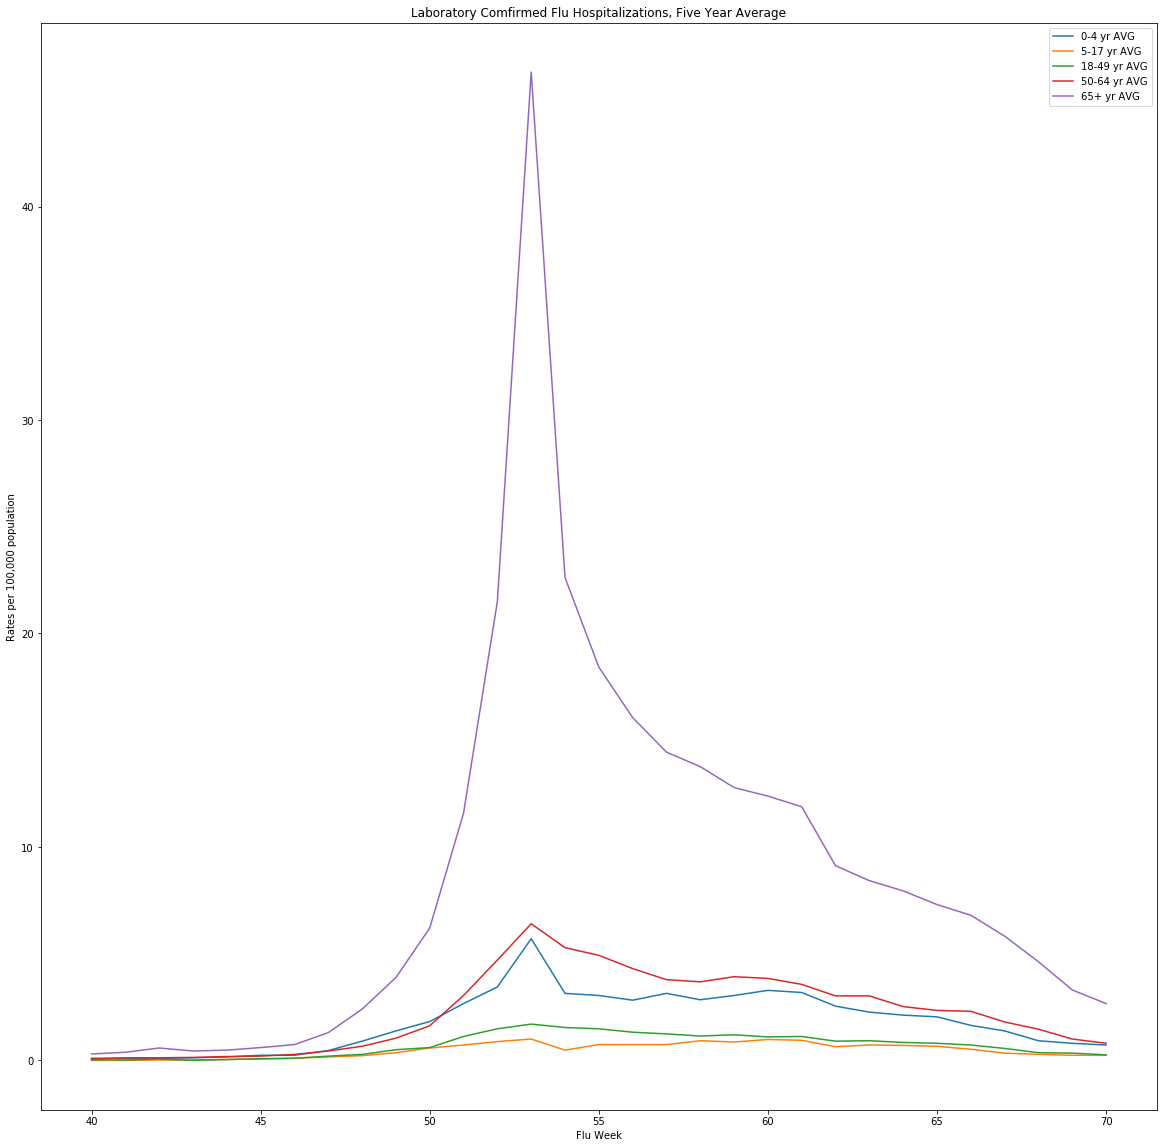 Laboratory Comfirmed Flu Hospitalizations, Five Year Average
0-4 yr AVG
5-17 yr AVG
18-49 yr AVG
50-64 yr AVG
65+ yr AVG
Rates per 100,000 population
40
30
20
10
0
40 45 50 55 60 65 70
Flu Week